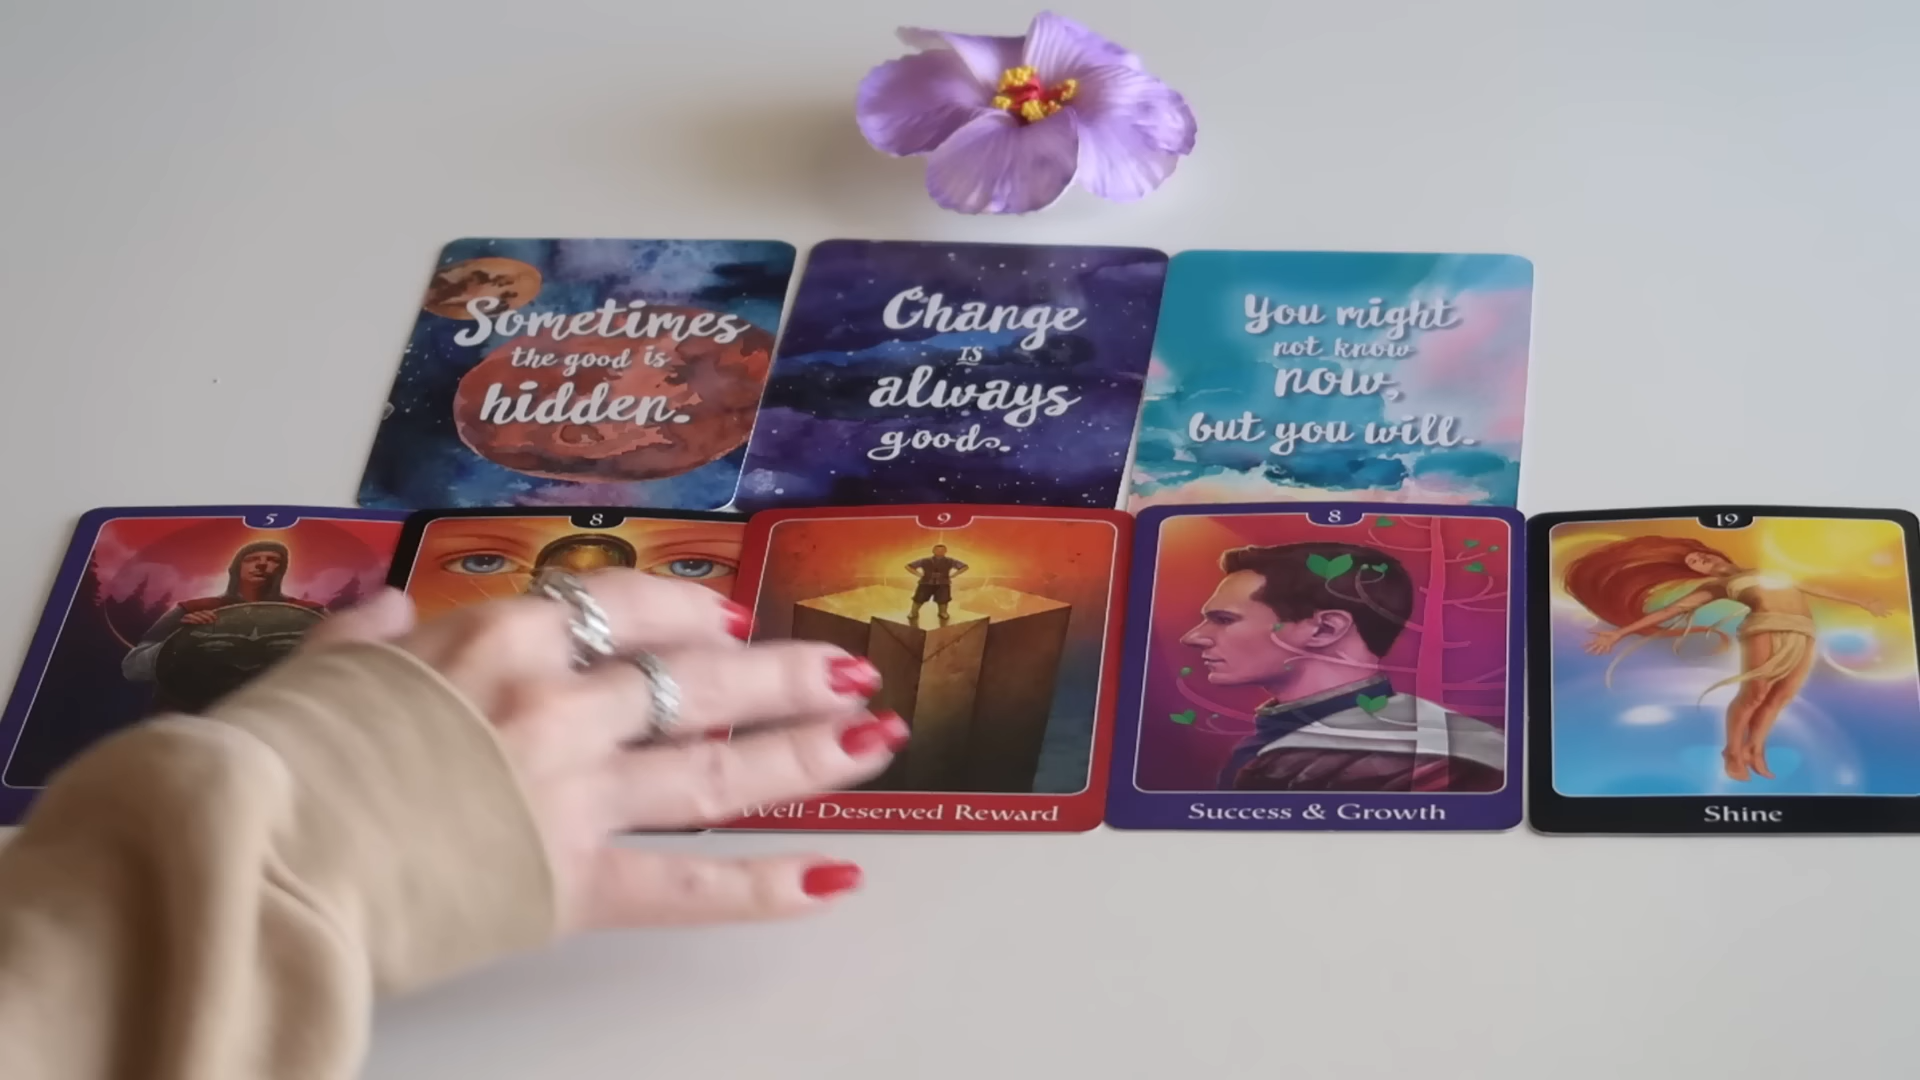 Sometimes
the good is
hidden.
Change
IS
always
good.
You might
not know
now,
but you will.
5
8
9
8
19
Well-Deserved Reward
Success & Growth
Shine